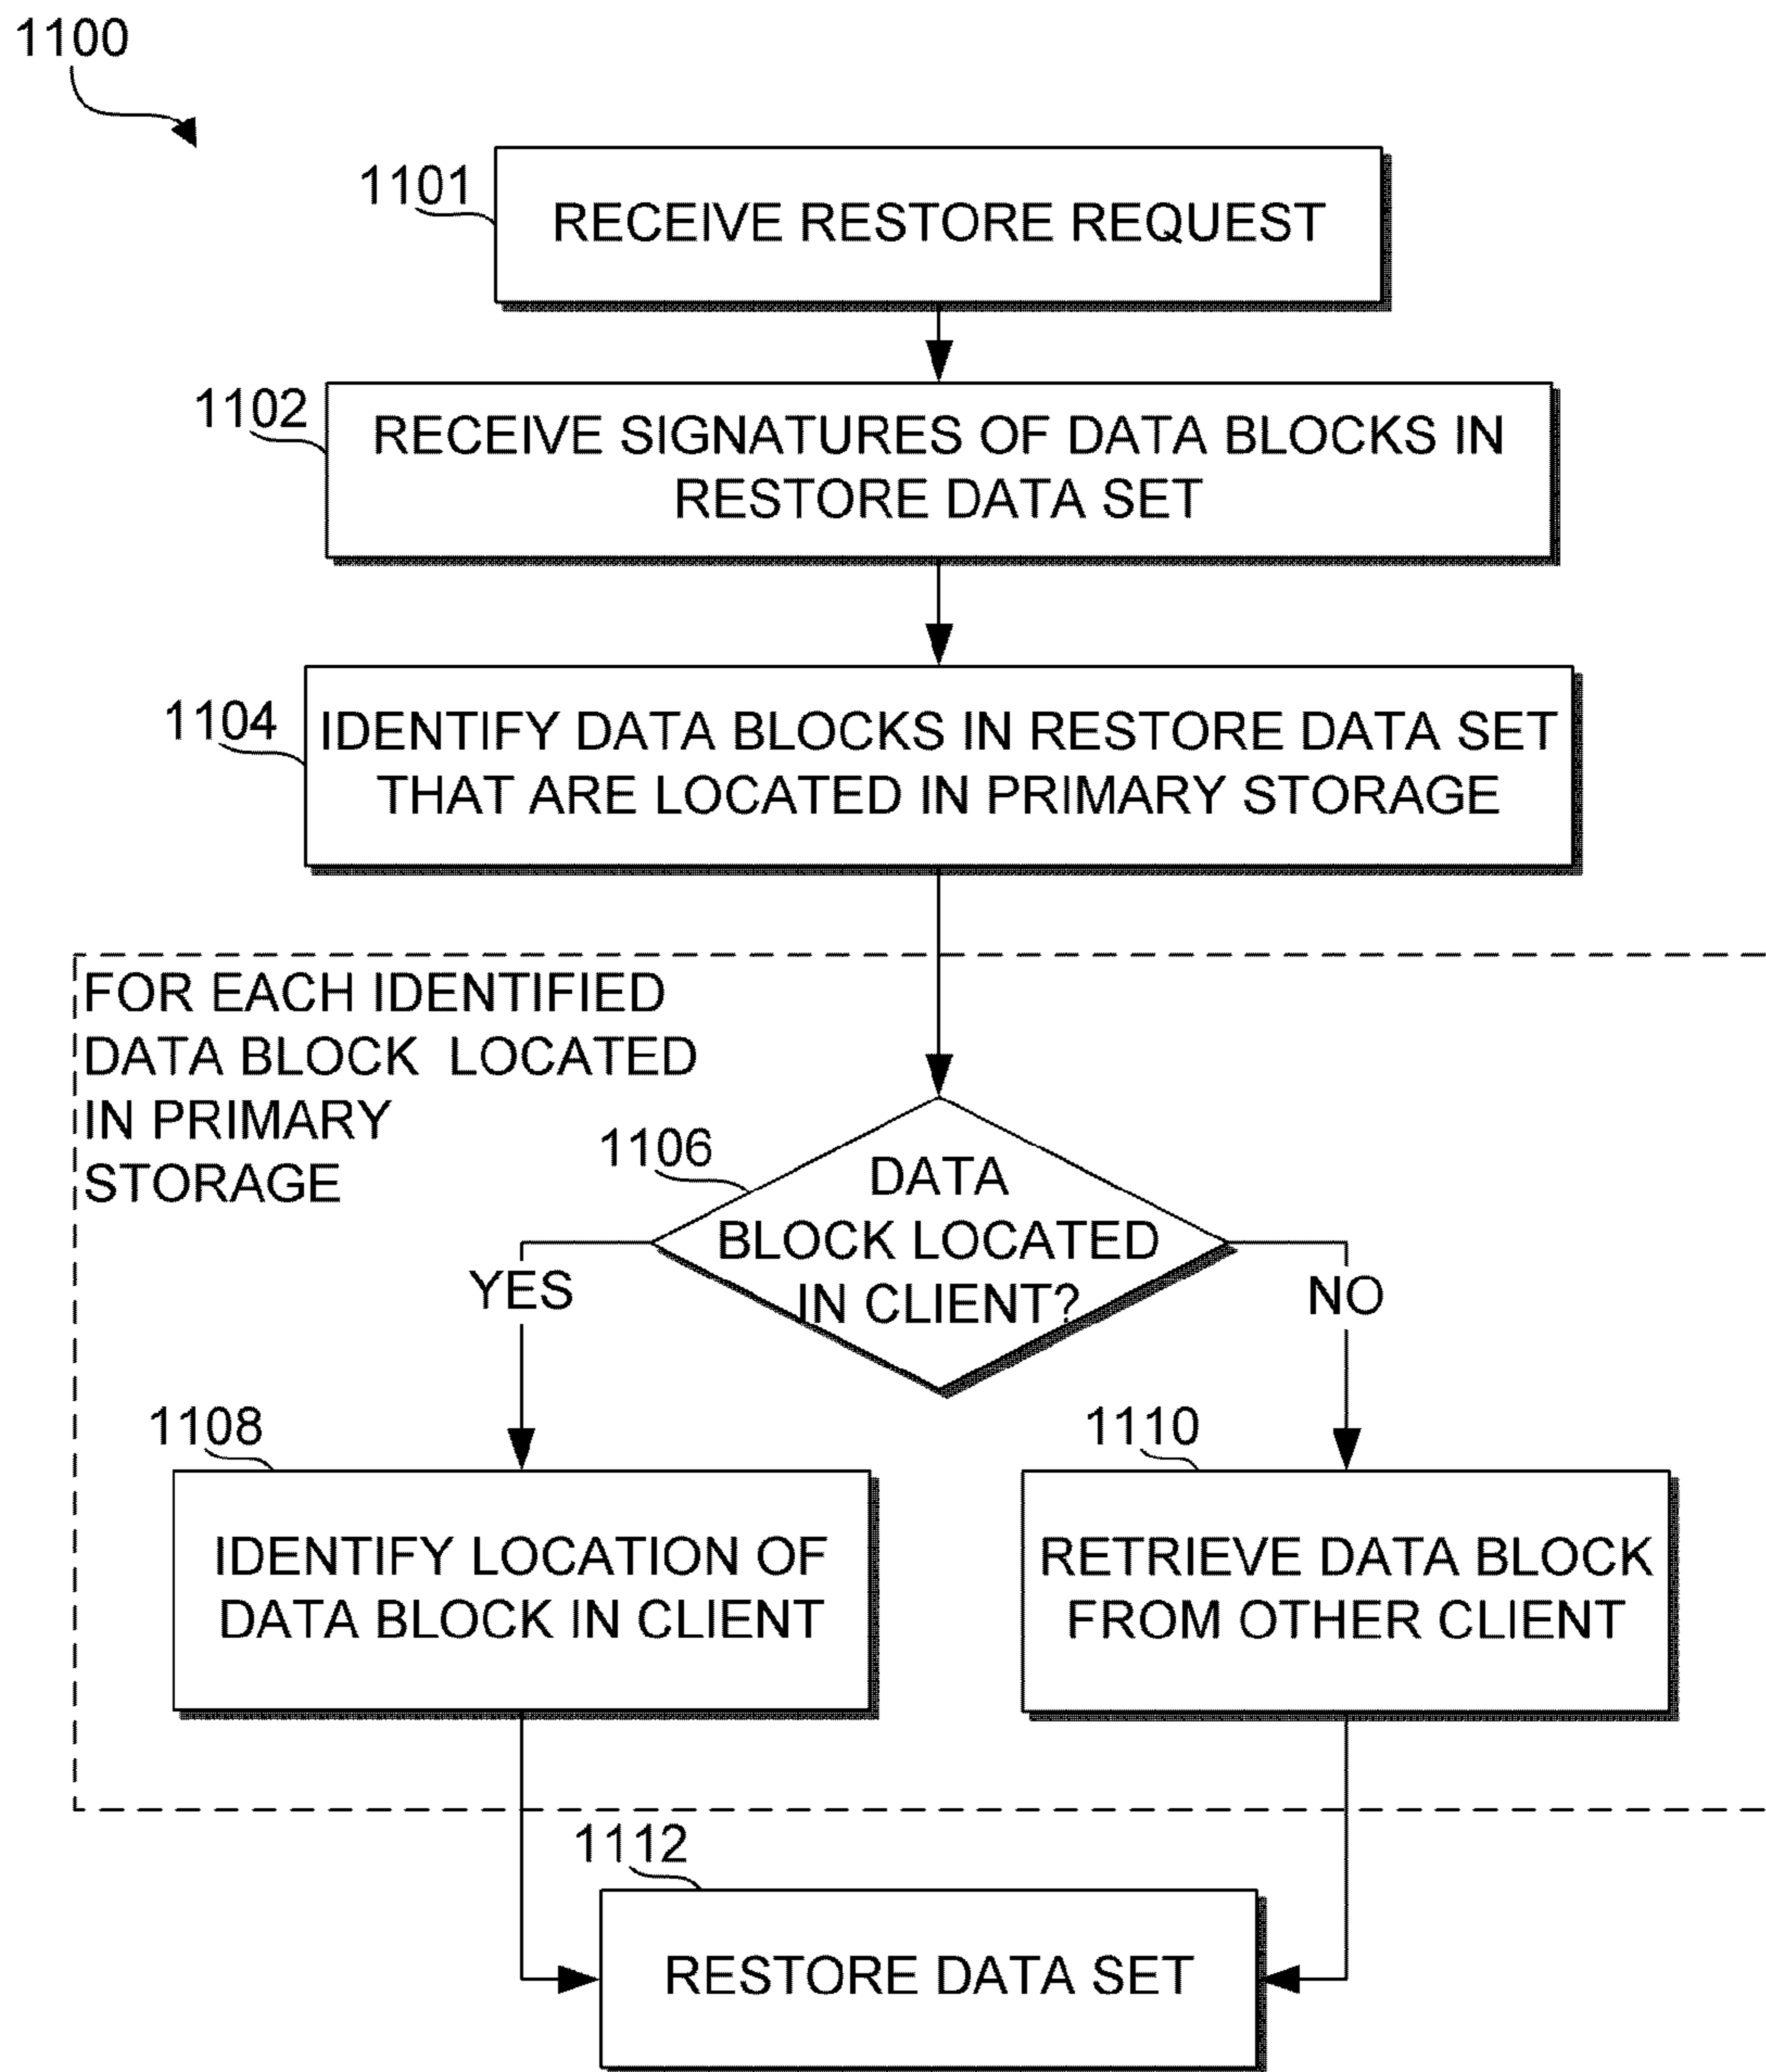 1100
1101
RECEIVE RESTORE REQUEST
1102
RECEIVE SIGNATURES OF DATA BLOCKS IN
RESTORE DATA SET
1104
IDENTIFY DATA BLOCKS IN RESTORE DATA SET
THAT ARE LOCATED IN PRIMARY STORAGE
FOR EACH IDENTIFIED
DATA BLOCK LOCATED
IN PRIMARY
STORAGE
1106
DATA
BLOCK LOCATED
IN CLIENT?
YES
NO
1108
IDENTIFY LOCATION OF
DATA BLOCK IN CLIENT
1110
RETRIEVE DATA BLOCK
FROM OTHER CLIENT
1112
RESTORE DATA SET